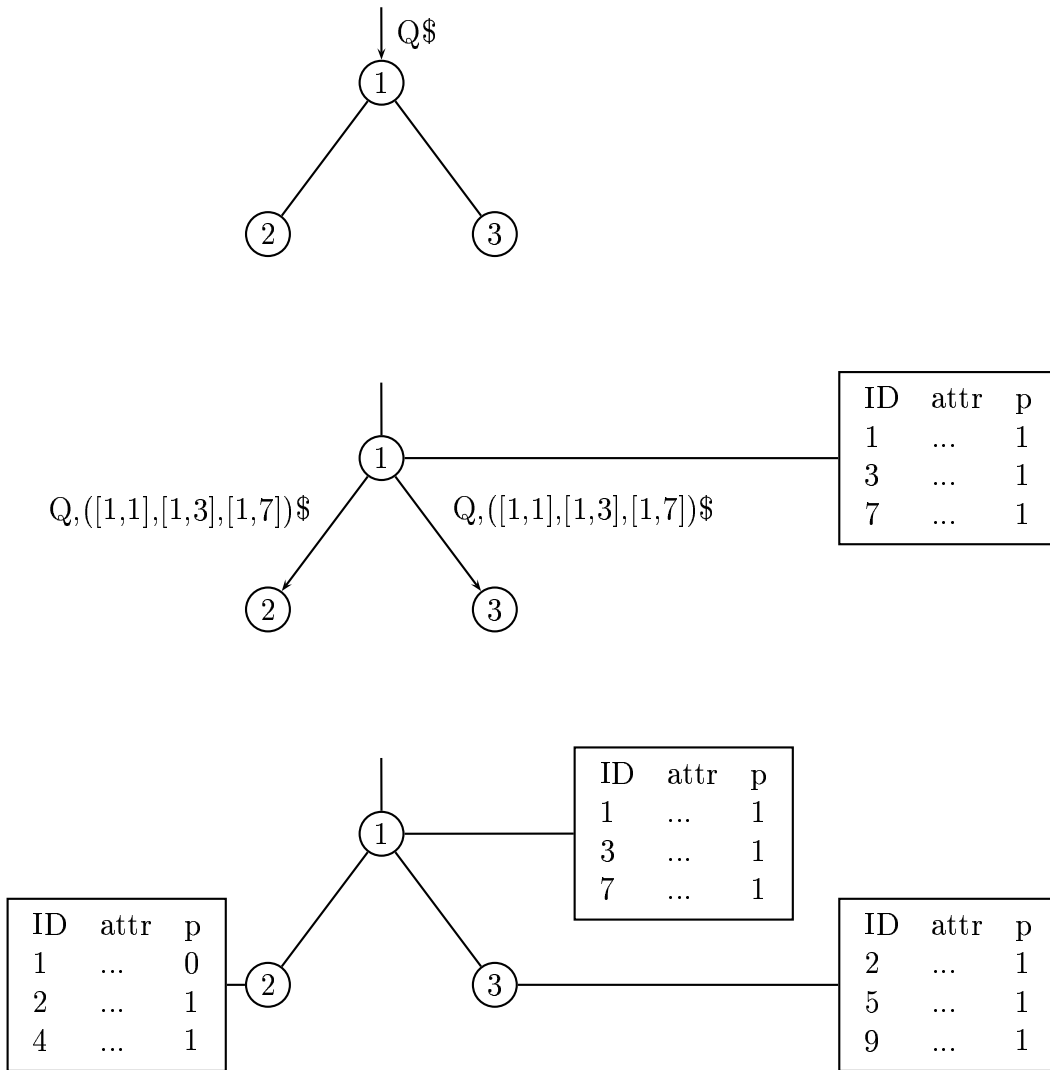 Q$
1
2
3
ID attr p
1 ... 1
3 ... 1
7 ... 1
1
Q,([1,1],[1,3],[1,7])$
Q,([1,1],[1,3],[1,7])$
2
3
ID attr p
1 ... 1
3 ... 1
7 ... 1
1
ID attr p
1 ... 0
2 ... 1
4 ... 1
2
3
ID attr p
2 ... 1
5 ... 1
9 ... 1